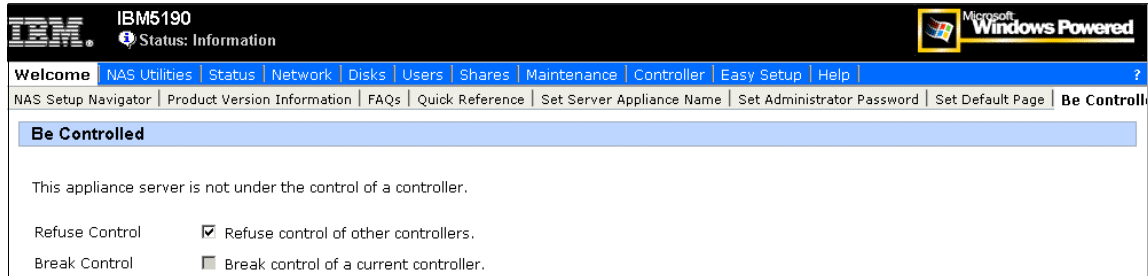 IBM.
IBM5190
Status: Information
Microsoft
Windows Powered
Welcome | NAS Utilities | Status | Network | Disks | Users | Shares | Maintenance | Controller | Easy Setup | Help | ?
NAS Setup Navigator | Product Version Information | FAQs | Quick Reference | Set Server Appliance Name | Set Administrator Password | Set Default Page | Be Controll
Be Controlled
This appliance server is not under the control of a controller.
Refuse Control Refuse control of other controllers.
Break Control Break control of a current controller.